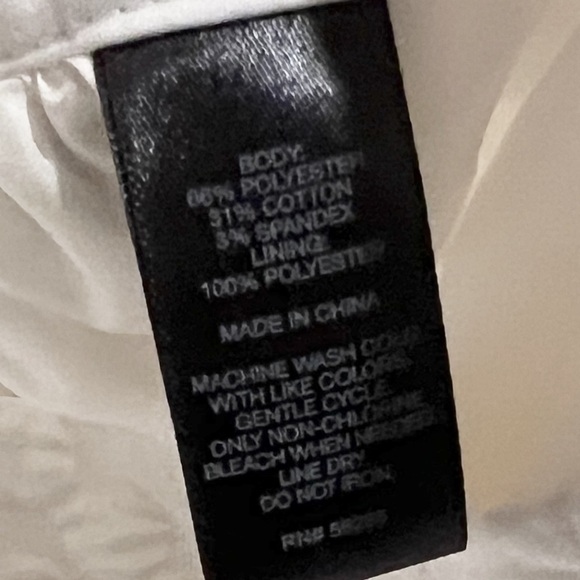 BODY:
66% POLYESTER
31% COTTON
3% SPANDEX
LINING:
100% POLYESTER
MADE IN CHINA
MACHINE WASH COLD
WITH LIKE COLORS,
GENTLE CYCLE.
ONLY NON-CHLORINE
BLEACH WHEN NEEDED.
LINE DRY.
DO NOT IRON.
RN#